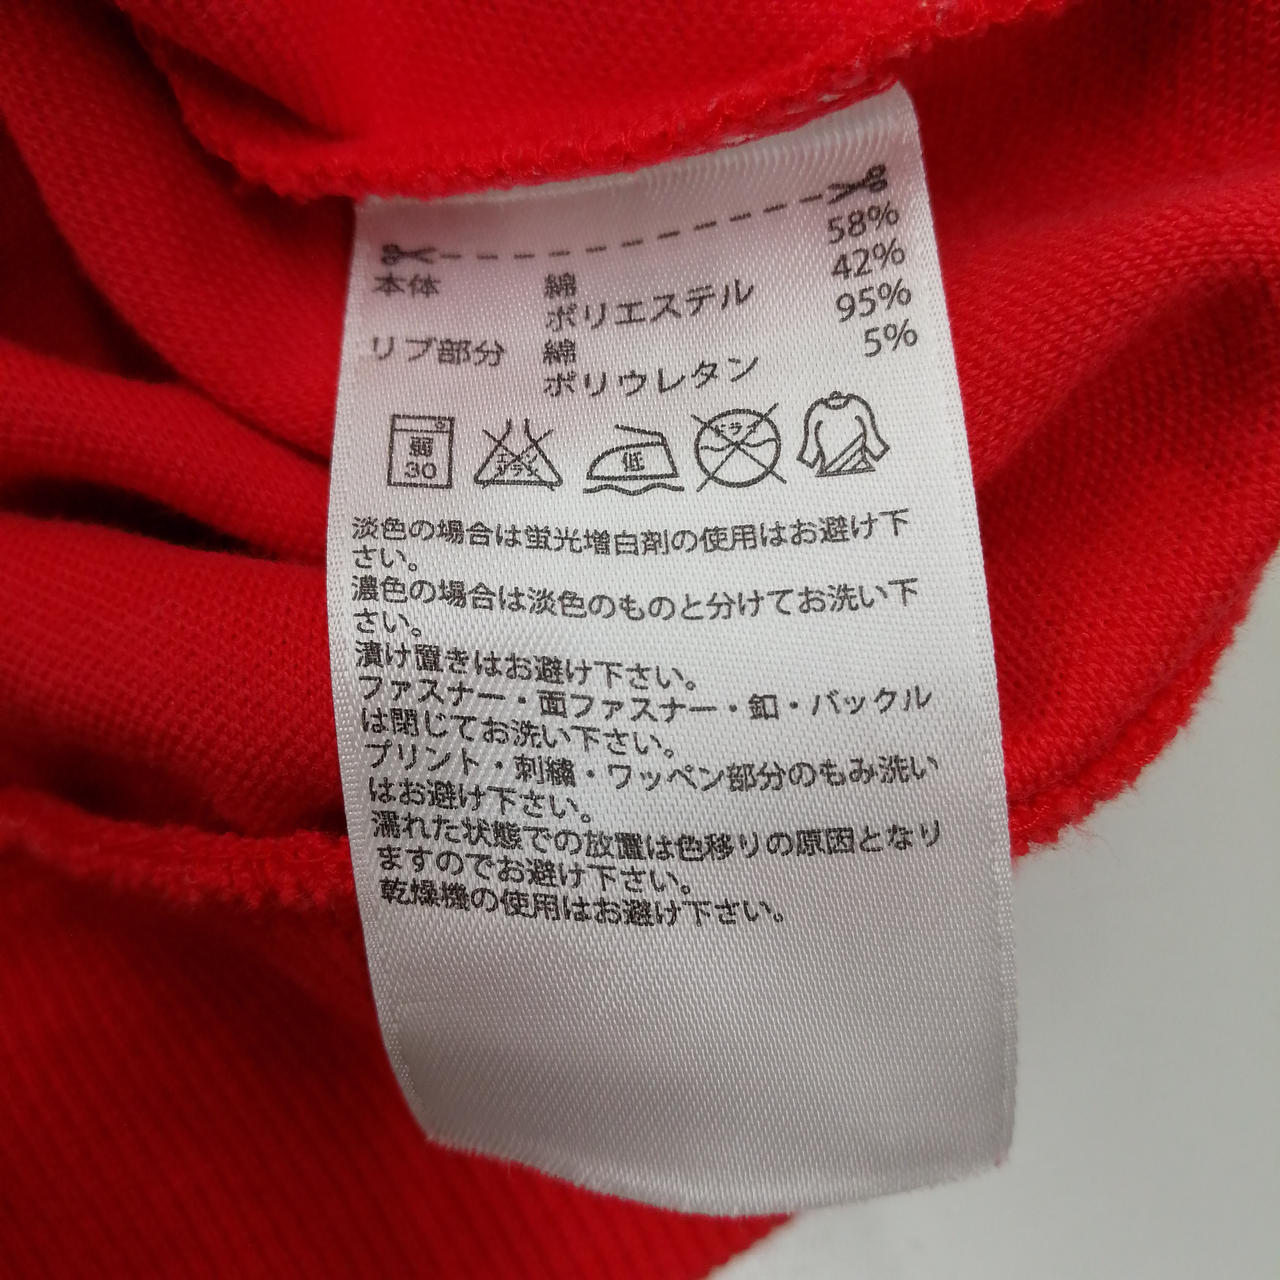 58%
本体 綿 42%
ポリエステル 95%
リブ部分 綿 5%
ポリウレタン
弱 30
エンソ サラシ
低
ドライ
淡色の場合は蛍光増白剤の使用はお避け下
さい。
濃色の場合は淡色のものと分けてお洗い下
さい。
漬け置きはお避け下さい。
ファスナー・面ファスナー・釦・バックル
は閉じてお洗い下さい。
プリント・刺繍・ワッペン部分のもみ洗い
はお避け下さい。
濡れた状態での放置は色移りの原因となり
ますのでお避け下さい。
乾燥機の使用はお避け下さい。